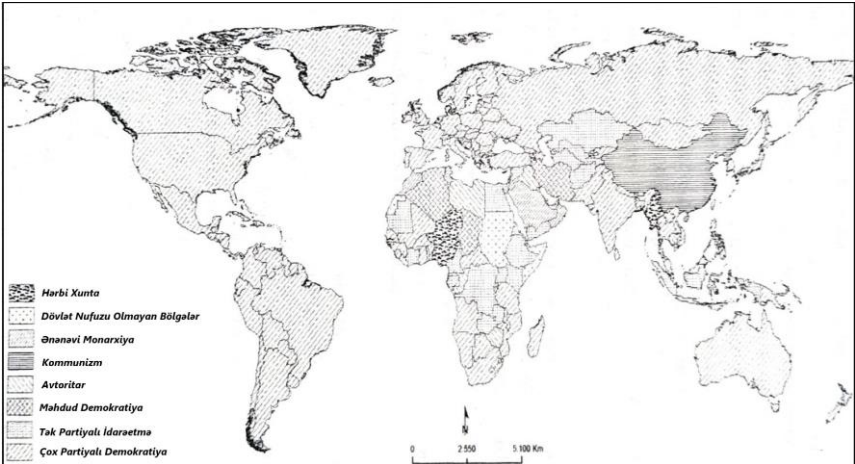 Hərbi Xunta
Dövlət Nufuzu Olmayan Bölgələr
Ənənəvi Monarxiya
Kommunizm
Avtoritar
Məhdud Demokratiya
Tək Partiyalı İdarəetmə
Çox Partiyalı Demokratiya
N
0 2 550 5.100 Km